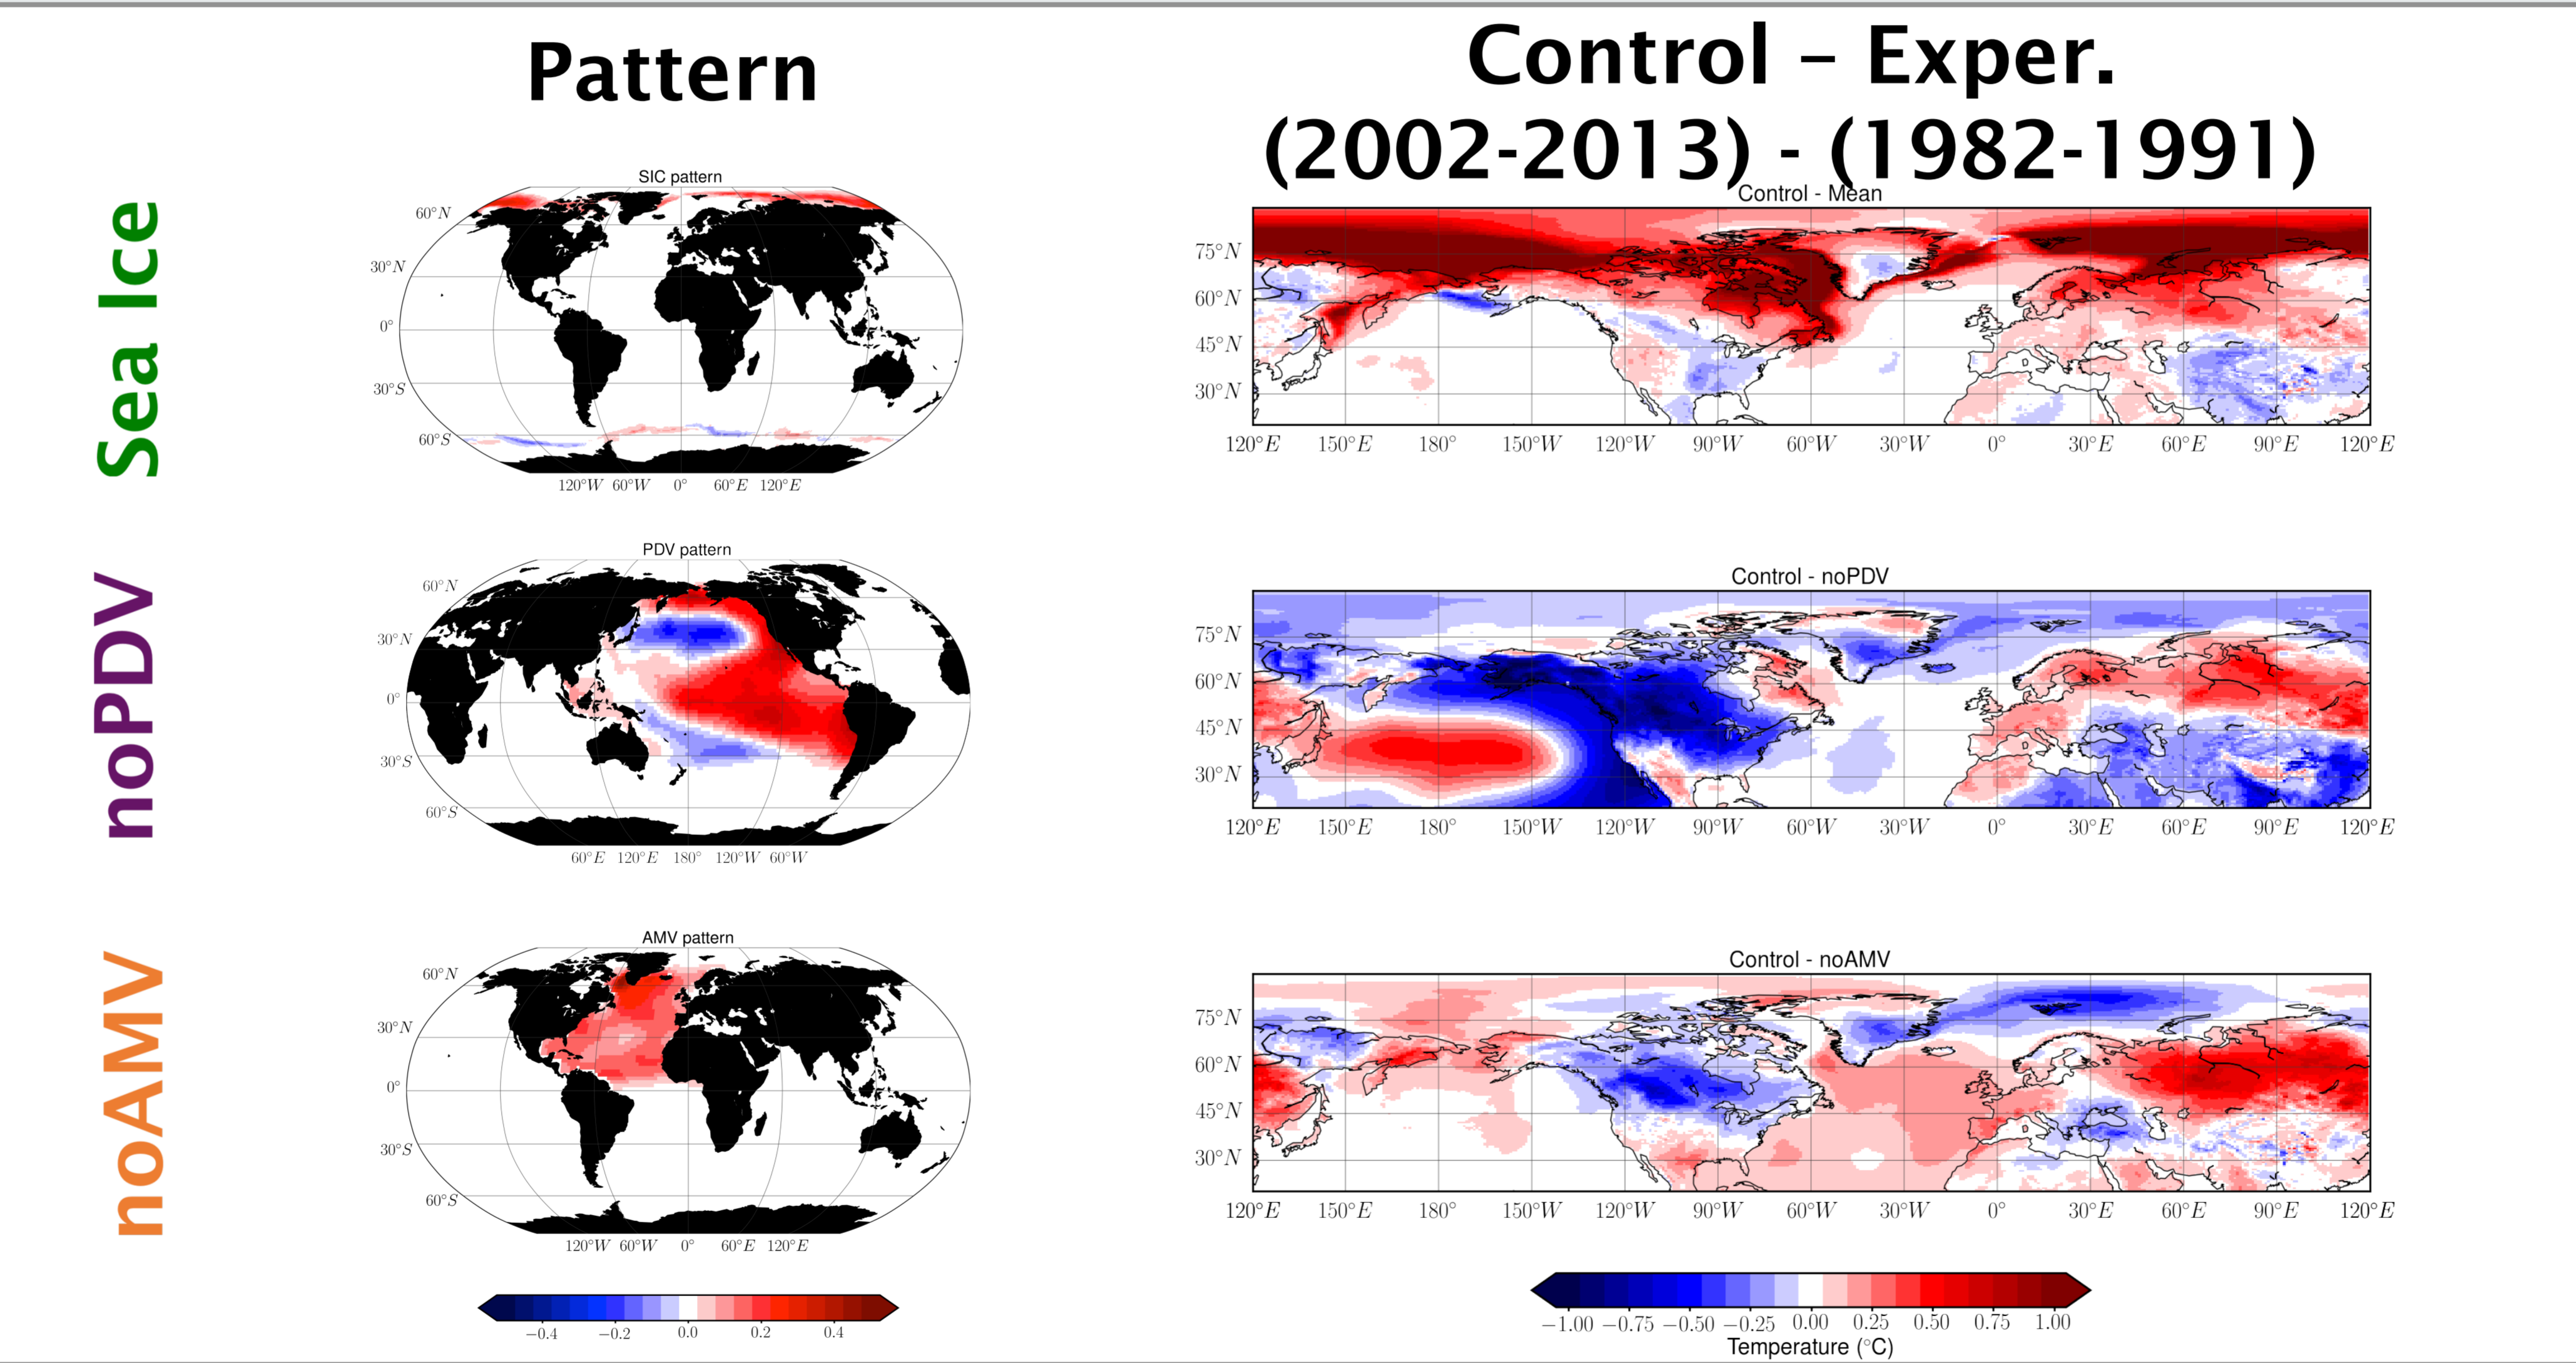 Pattern
Control – Exper.
(2002-2013) - (1982-1991)
Sea Ice
SIC pattern
60°N
30°N
0°
30°S
60°S
120°W 60°W 0° 60°E 120°E
Control - Mean
75°N
60°N
45°N
30°N
120°E 150°E 180° 150°W 120°W 90°W 60°W 30°W 0° 30°E 60°E 90°E 120°E
noPDV
PDV pattern
60°N
30°N
0°
30°S
60°S
60°E 120°E 180° 120°W 60°W
Control - noPDV
75°N
60°N
45°N
30°N
120°E 150°E 180° 150°W 120°W 90°W 60°W 30°W 0° 30°E 60°E 90°E 120°E
noAMV
AMV pattern
60°N
30°N
0°
30°S
60°S
120°W 60°W 0° 60°E 120°E
Control - noAMV
75°N
60°N
45°N
30°N
120°E 150°E 180° 150°W 120°W 90°W 60°W 30°W 0° 30°E 60°E 90°E 120°E
−0.4 −0.2 0.0 0.2 0.4
−1.00 −0.75 −0.50 −0.25 0.00 0.25 0.50 0.75 1.00
Temperature (°C)